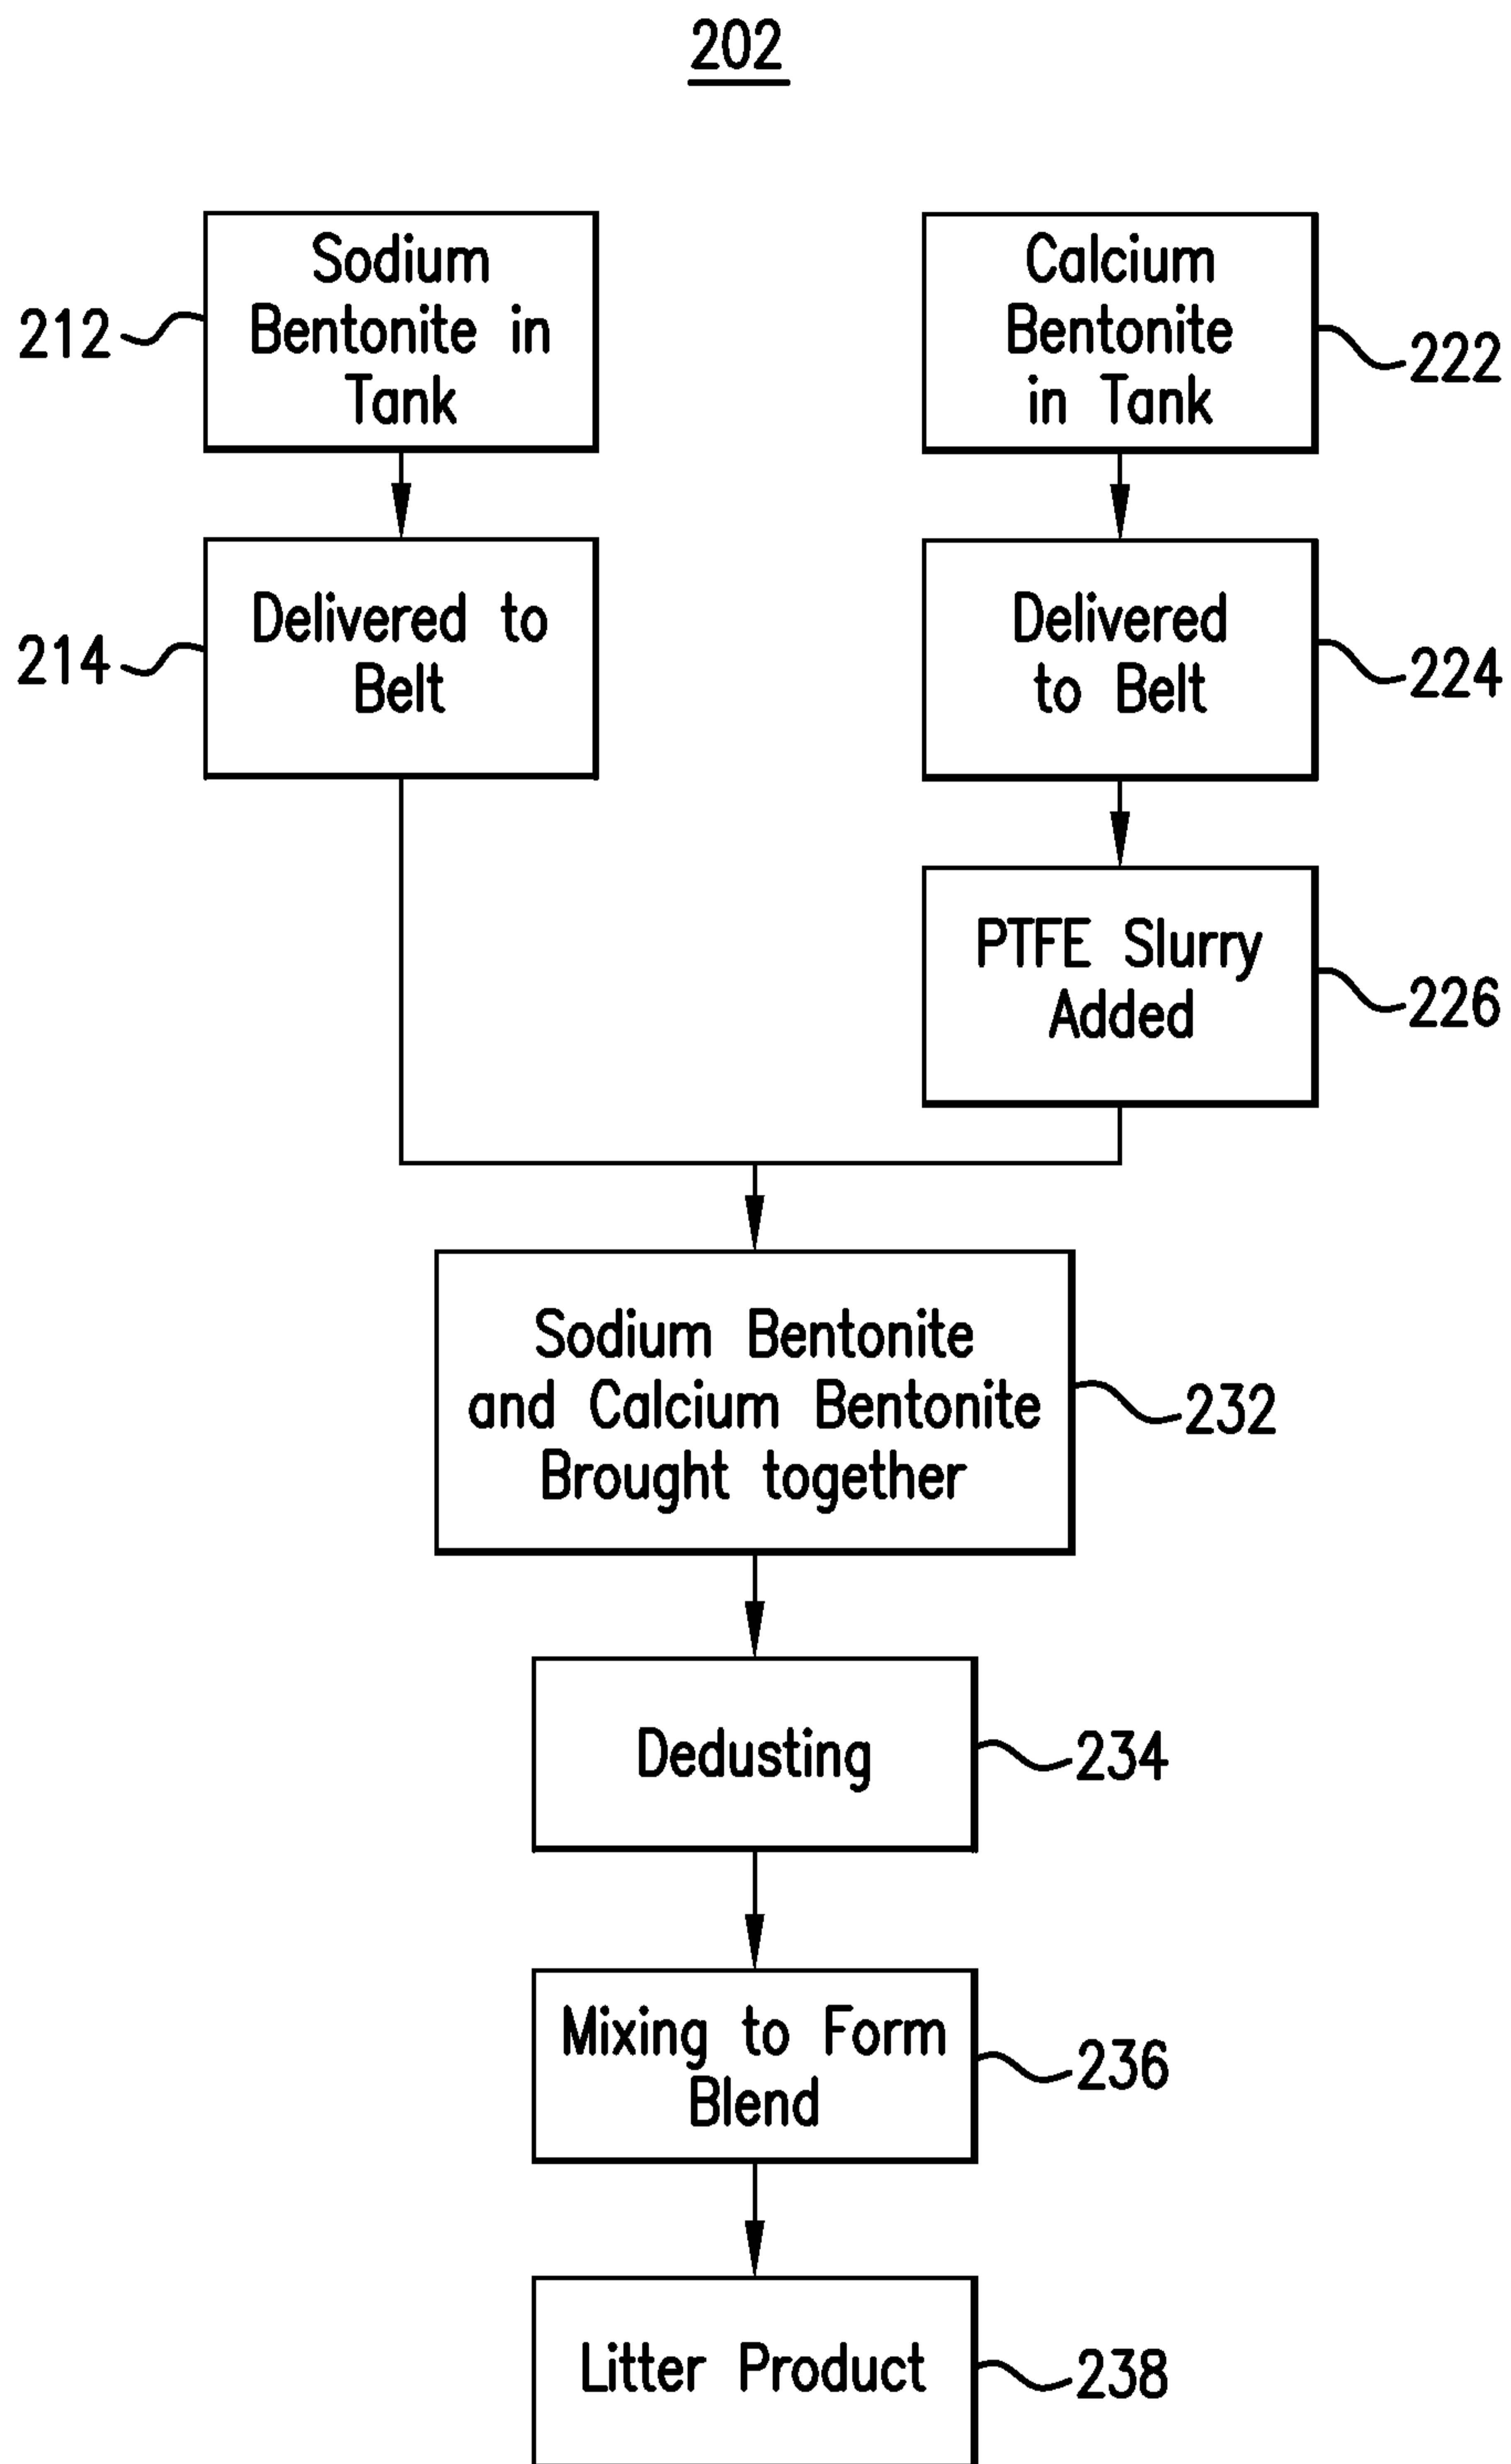 202
Sodium
Bentonite in
Tank
212
Calcium
Bentonite
in Tank
222
Delivered to
Belt
214
Delivered
to Belt
224
PTFE Slurry
Added
226
Sodium Bentonite
and Calcium Bentonite
Brought together
232
Dedusting
234
Mixing to Form
Blend
236
Litter Product
238